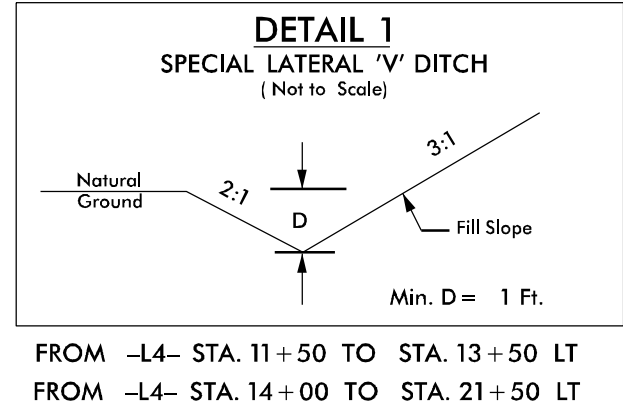 DETAIL 1
SPECIAL LATERAL 'V' DITCH
( Not to Scale)
Natural
Ground
2:1
D
3:1
Fill Slope
Min. D = 1 Ft.
FROM -L4- STA. 11+50 TO STA. 13+50 LT
FROM -L4- STA. 14+00 TO STA. 21+50 LT